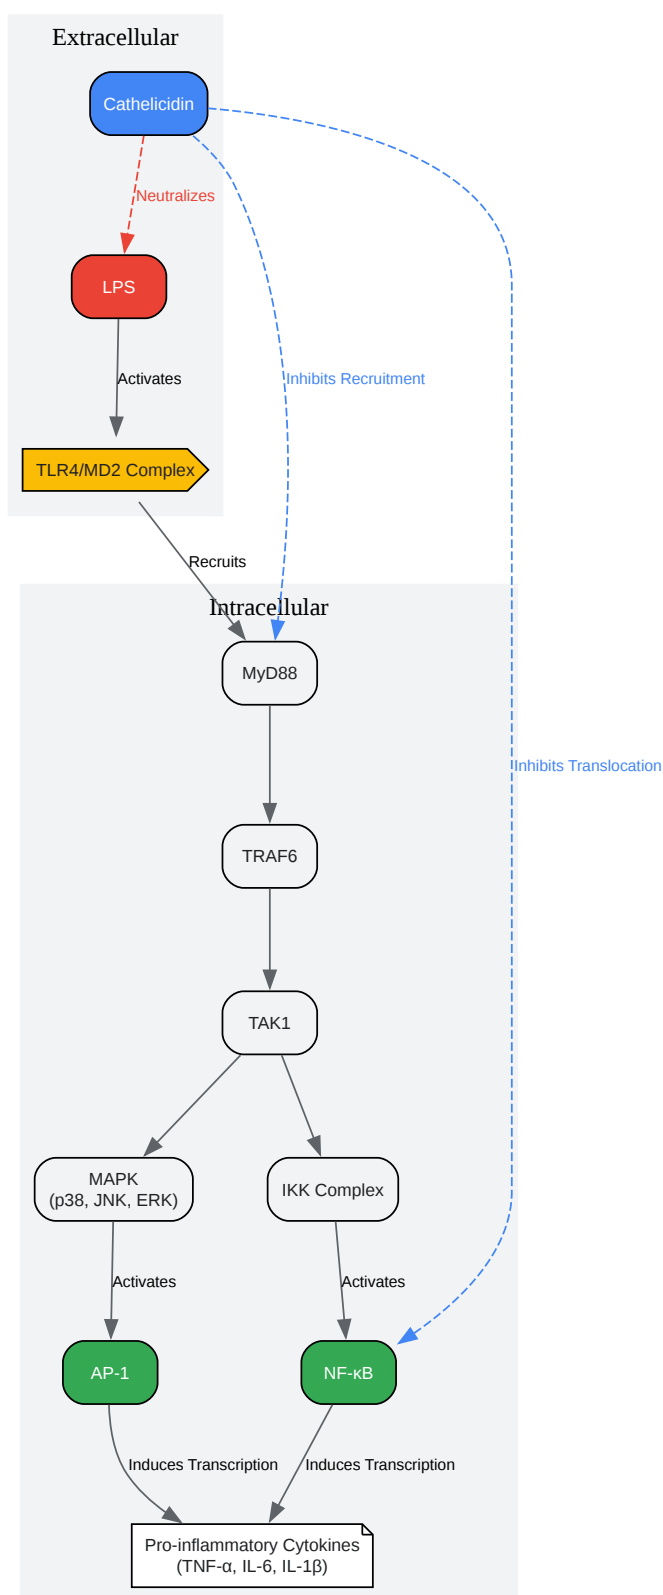 Extracellular
Cathelicidin
Neutralizes
LPS
Activates
Inhibits Recruitment
TLR4/MD2 Complex
Recruits
Intracellular
MyD88
Inhibits Translocation
TRAF6
TAK1
MAPK
(p38, JNK, ERK)
IKK Complex
Activates
Activates
AP-1
NF-κB
Induces Transcription
Induces Transcription
Pro-inflammatory Cytokines
(TNF-α, IL-6, IL-1β)